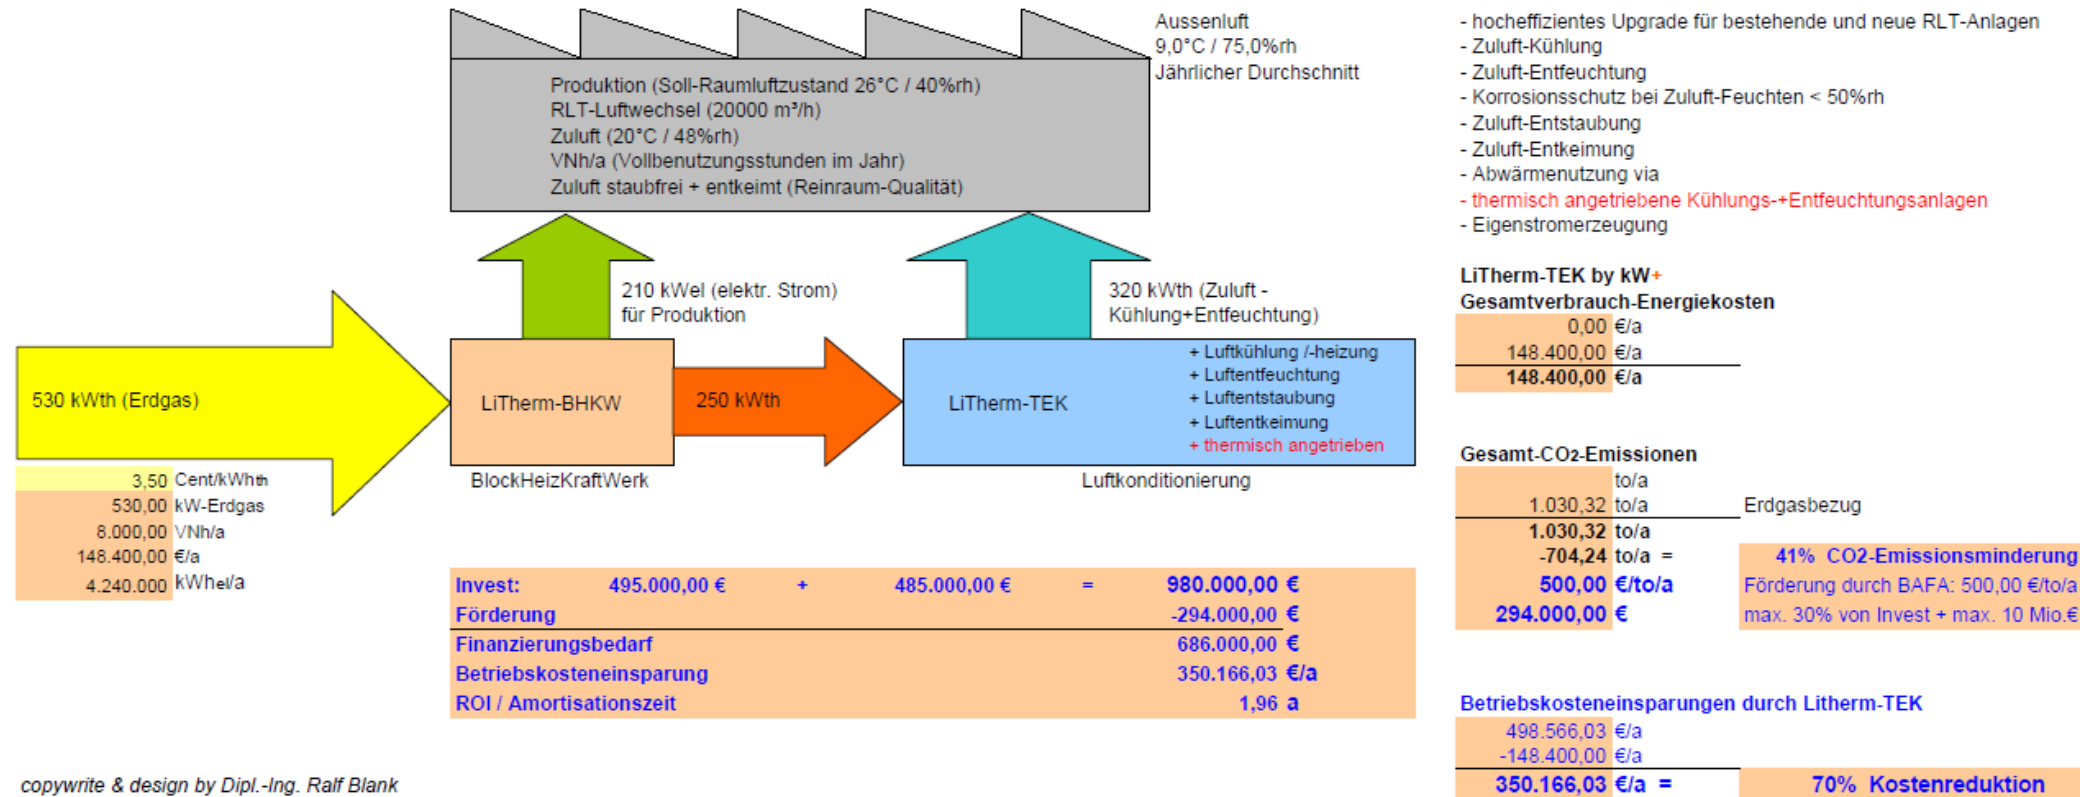 Aussenluft
9,0°C / 75,0%rh
Jährlicher Durchschnitt
Produktion (Soll-Raumluftzustand 26°C / 40%rh)
RLT-Luftwechsel (20000 m³/h)
Zuluft (20°C / 48%rh)
VNh/a (Vollbenutzungsstunden im Jahr)
Zuluft staubfrei + entkeimt (Reinraum-Qualität)
- hocheffizientes Upgrade für bestehende und neue RLT-Anlagen
- Zuluft-Kühlung
- Zuluft-Entfeuchtung
- Korrosionsschutz bei Zuluft-Feuchten < 50%rh
- Zuluft-Entstaubung
- Zuluft-Entkeimung
- Abwärmenutzung via
- thermisch angetriebene Kühlungs-+Entfeuchtungsanlagen
- Eigenstromerzeugung
210 kWel (elektr. Strom)
für Produktion
320 kWth (Zuluft -
Kühlung+Entfeuchtung)
530 kWth (Erdgas)
LiTherm-BHKW
250 kWth
LiTherm-TEK
+ Luftkühlung /-heizung
+ Luftentfeuchtung
+ Luftentstaubung
+ Luftentkeimung
+ thermisch angetrieben
BlockHeizKraftWerk
Luftkonditionierung
3,50 Cent/kWhth
530,00 kW-Erdgas
8.000,00 VNh/a
148.400,00 €/a
4.240.000 kWhel/a
LiTherm-TEK by kW+
Gesamtverbrauch-Energiekosten
0,00 €/a
148.400,00 €/a
148.400,00 €/a
Gesamt-CO2-Emissionen
to/a
1.030,32 to/a Erdgasbezug
1.030,32 to/a
-704,24 to/a = 41% CO2-Emissionsminderung
500,00 €/to/a Förderung durch BAFA: 500,00 €/to/a
294.000,00 € max. 30% von Invest + max. 10 Mio.€
Invest: 495.000,00 € + 485.000,00 € = 980.000,00 €
Förderung -294.000,00 €
Finanzierungsbedarf 686.000,00 €
Betriebskosteneinsparung 350.166,03 €/a
ROI / Amortisationszeit 1,96 a
Betriebskosteneinsparungen durch Litherm-TEK
498.566,03 €/a
-148.400,00 €/a
350.166,03 €/a = 70% Kostenreduktion
copywrite & design by Dipl.-Ing. Ralf Blank